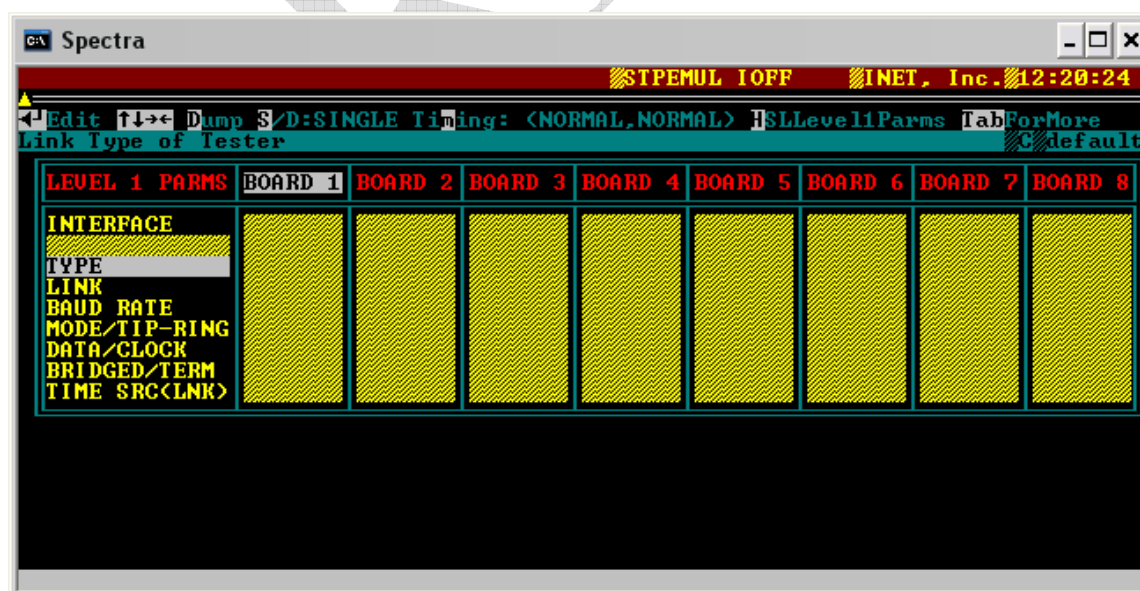 Spectra
STPEMUL IOFF INET, Inc. 12:20:24
Edit ↑↓→← Dump S/D:SINGLE Timing: <NORMAL,NORMAL> HSLLevel1Parms TabForMore
Link Type of Tester C default
LEVEL 1 PARMS BOARD 1 BOARD 2 BOARD 3 BOARD 4 BOARD 5 BOARD 6 BOARD 7 BOARD 8
INTERFACE
TYPE
LINK
BAUD RATE
MODE/TIP-RING
DATA/CLOCK
BRIDGED/TERM
TIME SRC<LNK>